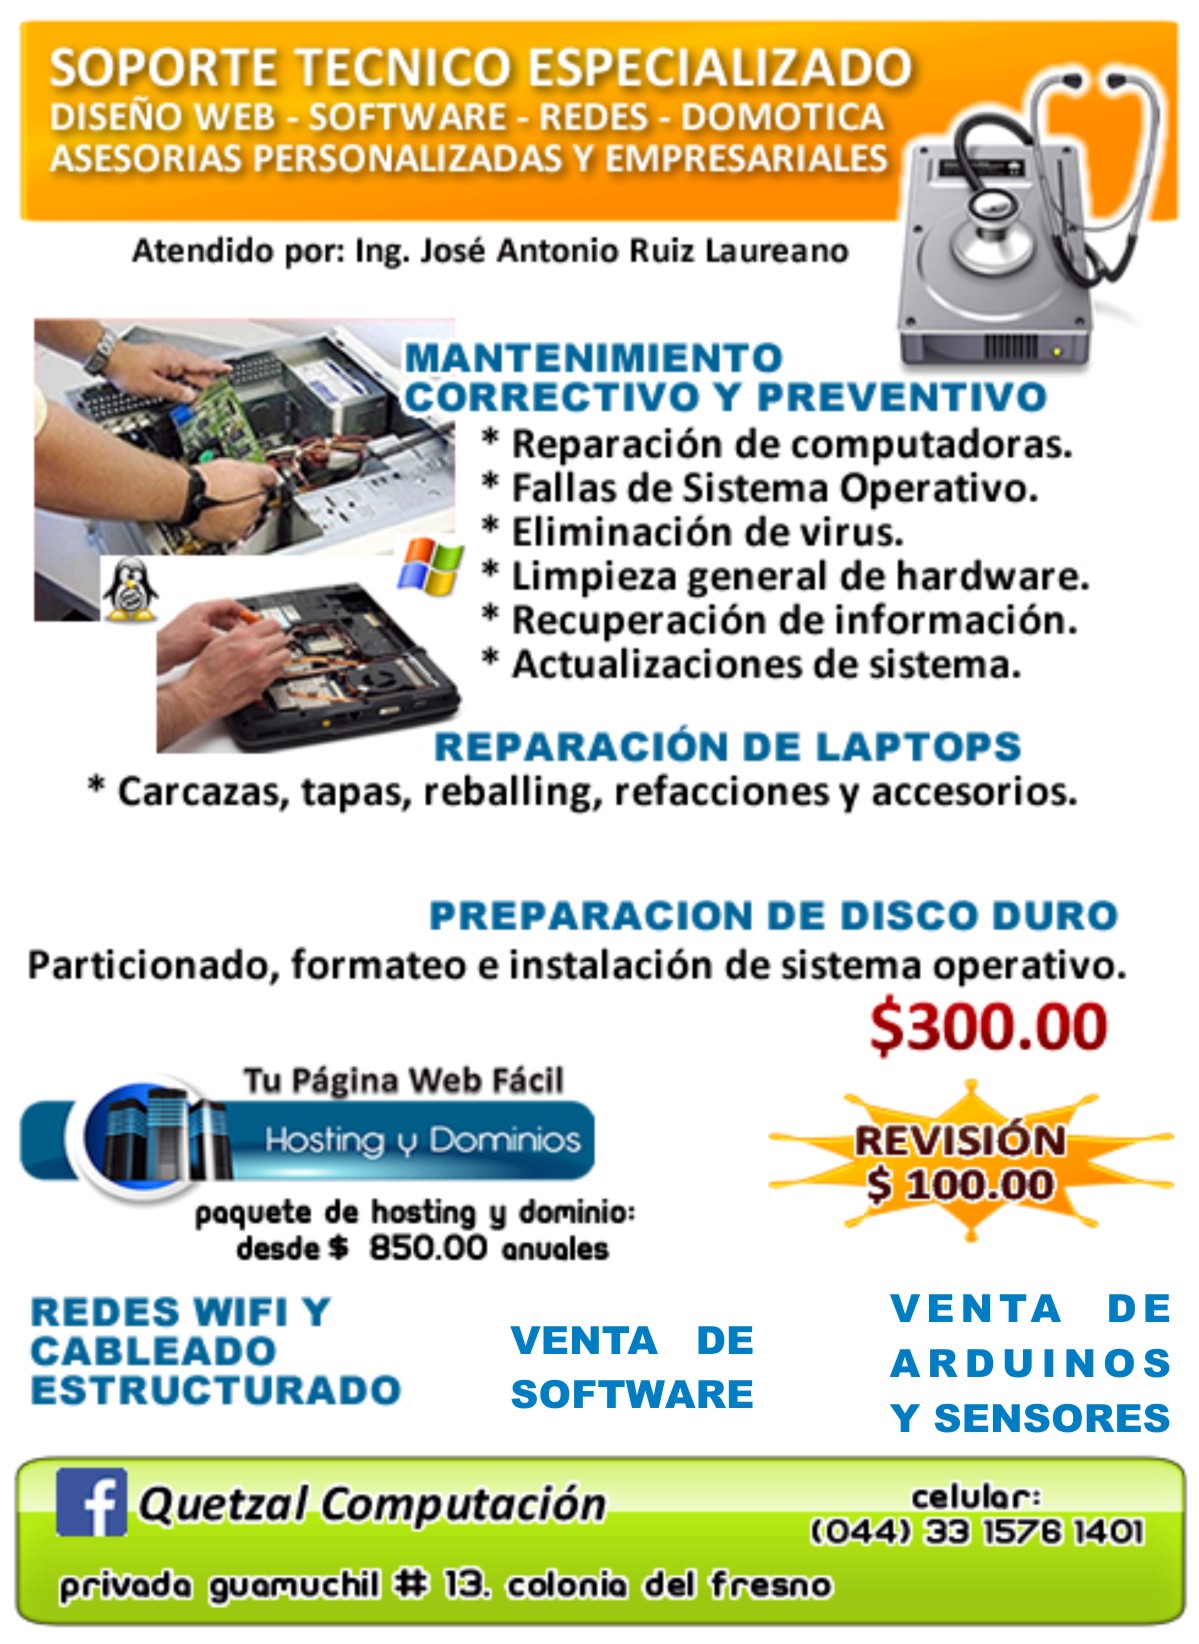 SOPORTE TECNICO ESPECIALIZADO
DISEÑO WEB - SOFTWARE - REDES - DOMOTICA
ASESORIAS PERSONALIZADAS Y EMPRESARIALES
Atendido por: Ing. José Antonio Ruiz Laureano
MANTENIMIENTO
CORRECTIVO Y PREVENTIVO
* Reparación de computadoras.
* Fallas de Sistema Operativo.
* Eliminación de virus.
* Limpieza general de hardware.
* Recuperación de información.
* Actualizaciones de sistema.
REPARACIÓN DE LAPTOPS
* Carcazas, tapas, reballing, refacciones y accesorios.
PREPARACION DE DISCO DURO
Particionado, formateo e instalación de sistema operativo.
$300.00
Tu Página Web Fácil
Hosting y Dominios
paquete de hosting y dominio:
desde $ 850.00 anuales
REVISIÓN
$ 100.00
REDES WIFI Y
CABLEADO
ESTRUCTURADO
VENTA DE
SOFTWARE
VENTA DE
ARDUINOS
Y SENSORES
f Quetzal Computación
celular:
(044) 33 1576 1401
privada guamuchil # 13. colonia del fresno